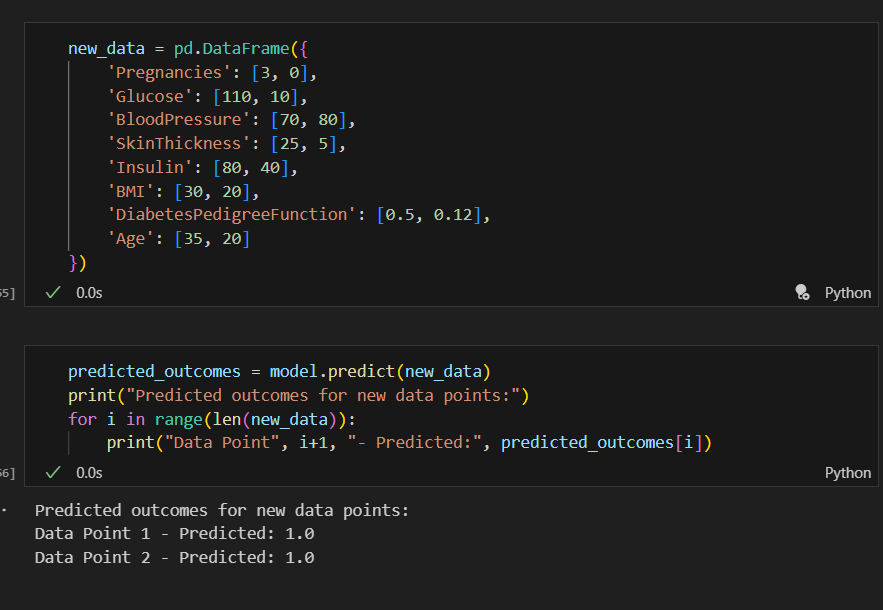 new_data = pd.DataFrame({
    'Pregnancies': [3, 0],
    'Glucose': [110, 10],
    'BloodPressure': [70, 80],
    'SkinThickness': [25, 5],
    'Insulin': [80, 40],
    'BMI': [30, 20],
    'DiabetesPedigreeFunction': [0.5, 0.12],
    'Age': [35, 20]
})
5] 0.0s Python
predicted_outcomes = model.predict(new_data)
print("Predicted outcomes for new data points:")
for i in range(len(new_data)):
    print("Data Point", i+1, "- Predicted:", predicted_outcomes[i])
6] 0.0s Python
Predicted outcomes for new data points:
Data Point 1 - Predicted: 1.0
Data Point 2 - Predicted: 1.0